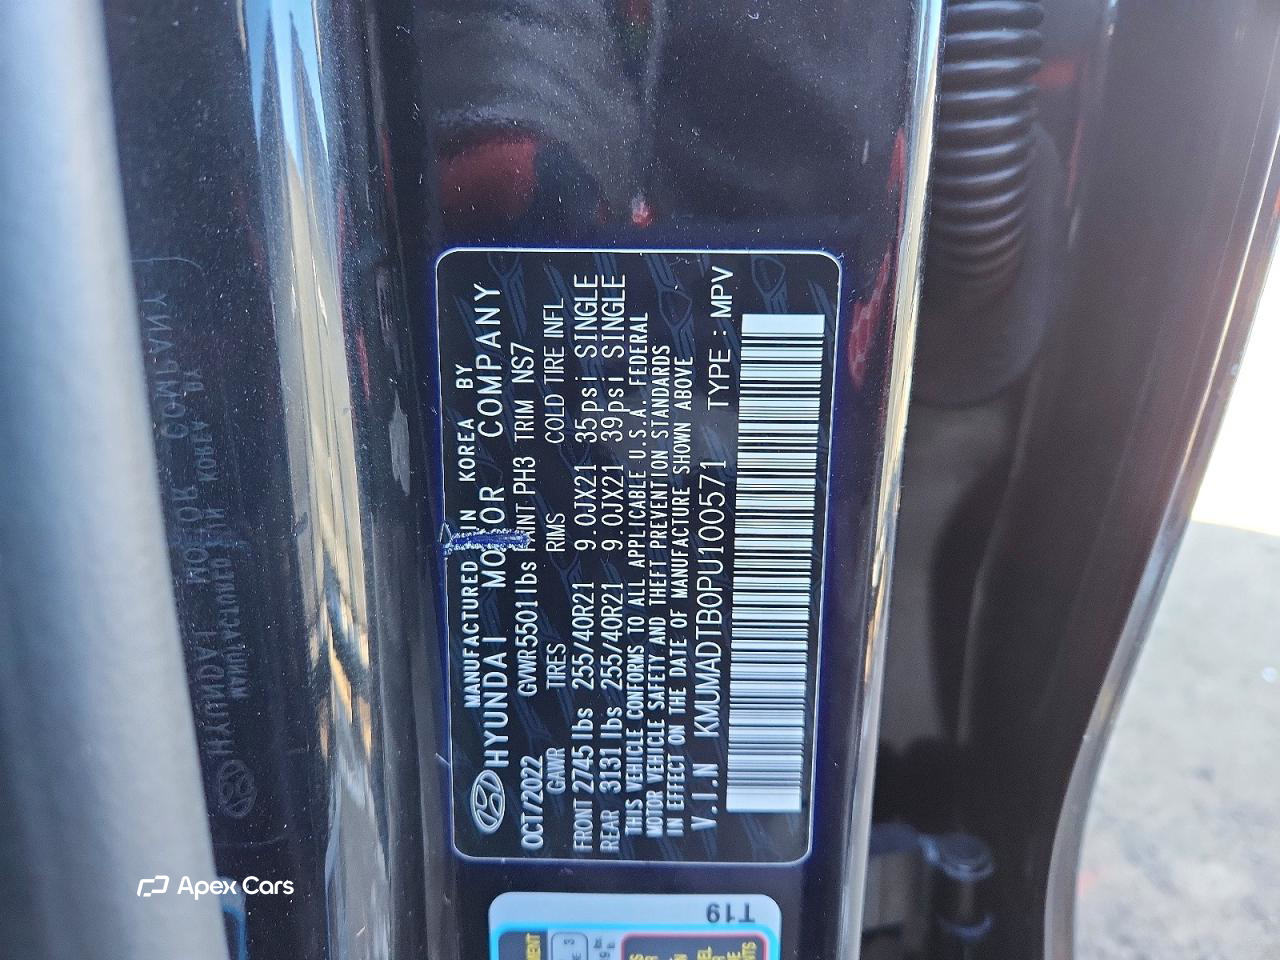 MANUFACTURED IN KOREA BY
HYUNDAI MOTOR COMPANY
OCT/2022 GVWR 5501lbs PAINT PH3 TRIM NS7
GAWR TIRES RIMS COLD TIRE INFL
FRONT 2745lbs 255/40R21 9.0JX21 35psi SINGLE
REAR 3131lbs 255/40R21 9.0JX21 39psi SINGLE
THIS VEHICLE CONFORMS TO ALL APPLICABLE U.S.A. FEDERAL
MOTOR VEHICLE SAFETY AND THEFT PREVENTION STANDARDS
IN EFFECT ON THE DATE OF MANUFACTURE SHOWN ABOVE
V.I.N KMUMADTB0PU100571 TYPE : MPV
T19
Apex Cars